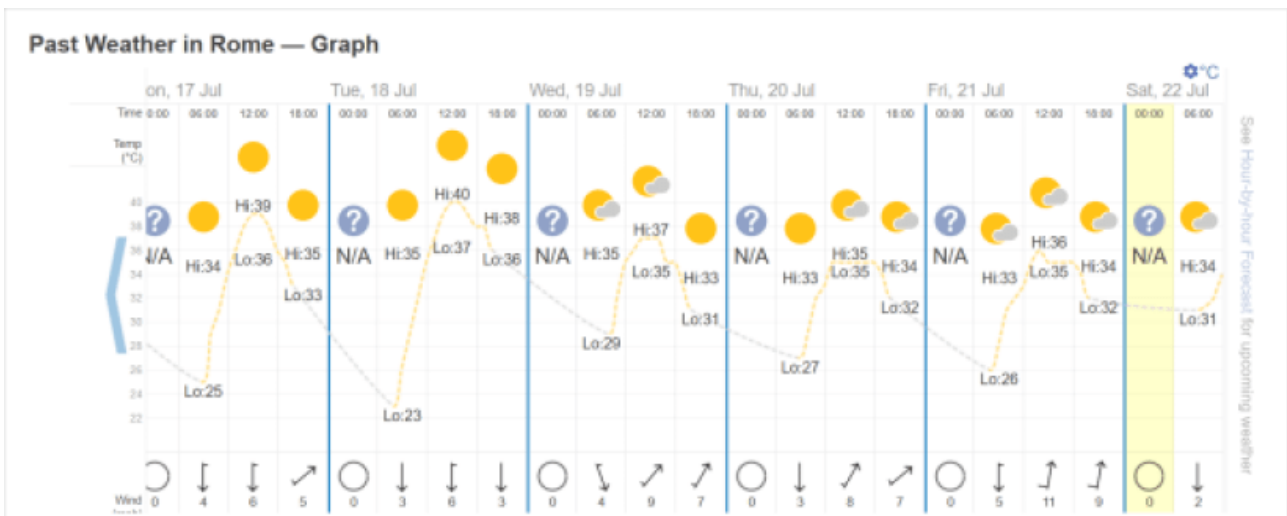 Past Weather in Rome — Graph
°C
on, 17 Jul Tue, 18 Jul Wed, 19 Jul Thu, 20 Jul Fri, 21 Jul Sat, 22 Jul
Time 0:00 06:00 12:00 18:00 00:00 06:00 12:00 18:00 00:00 06:00 12:00 18:00 00:00 06:00 12:00 18:00 00:00 06:00 12:00 18:00 00:00 06:00
Temp
(°C)
40
38
36
34
32
30
28
26
24
22
? N/A
Hi:34 Lo:25
Hi:39 Lo:36
Hi:35 Lo:33
? N/A
Hi:35 Lo:23
Hi:40 Lo:37
Hi:38 Lo:36
? N/A
Hi:35 Lo:29
Hi:37 Lo:35
Hi:33 Lo:31
? N/A
Hi:33 Lo:27
Hi:35 Lo:35
Hi:34 Lo:32
? N/A
Hi:33 Lo:26
Hi:36 Lo:35
Hi:34 Lo:32
? N/A
Hi:34 Lo:31
Wind 0 4 6 5 0 3 6 3 0 4 9 7 0 3 8 7 0 5 11 9 0 2
See Hour-by-hour Forecast for upcoming weather